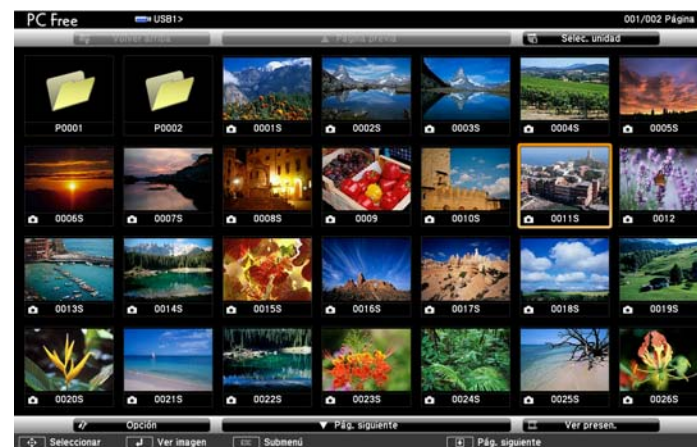 PC Free USB1> 001/002 Página
Volver arriba ▲ Página previa Selec. unidad
P0001 P0002 0001S 0002S 0003S 0004S 0005S
0006S 0007S 0008S 0009 0010S 0011S 0012
0013S 0014S 0015S 0016S 0017S 0018S 0019S
0020S 0021S 0022S 0023S 0024S 0025S 0026S
Opción ▼ Pág. siguiente Ver presen.
Seleccionar Ver imagen Submenú Pág. siguiente